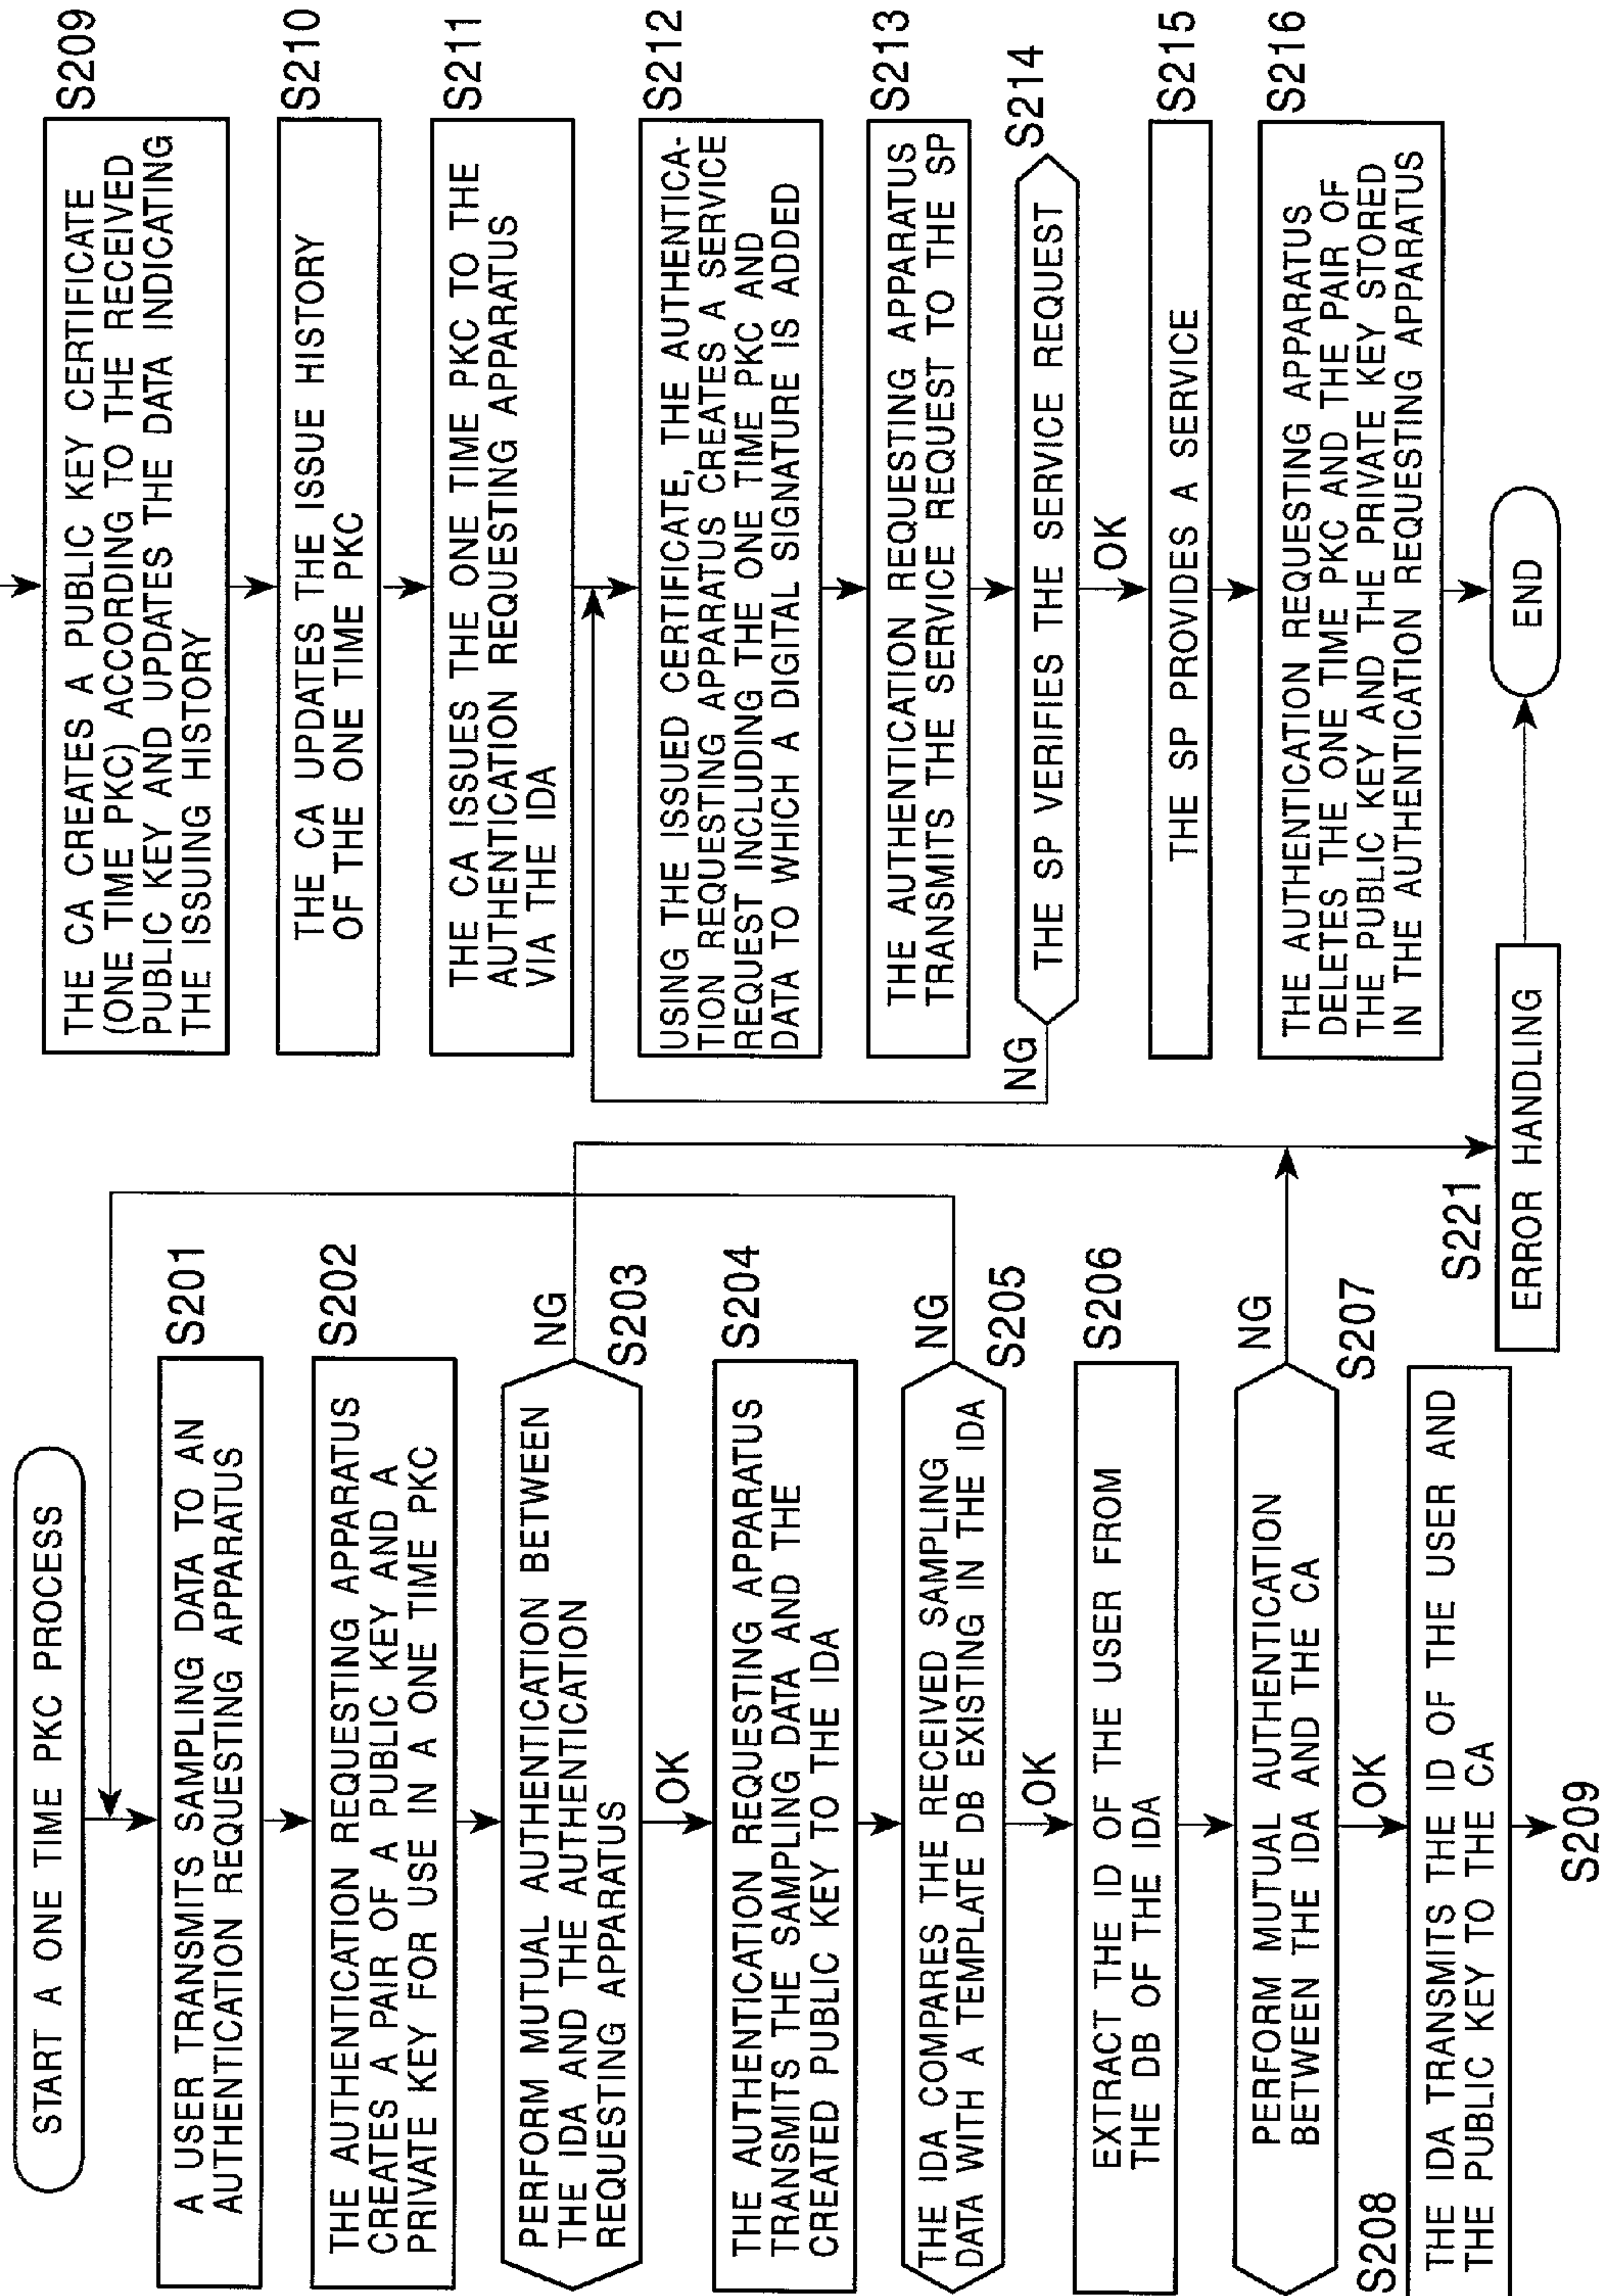 START A ONE TIME PKC PROCESS
A USER TRANSMITS SAMPLING DATA TO AN
AUTHENTICATION REQUESTING APPARATUS
S201
THE AUTHENTICATION REQUESTING APPARATUS
CREATES A PAIR OF A PUBLIC KEY AND A
PRIVATE KEY FOR USE IN A ONE TIME PKC
S202
PERFORM MUTUAL AUTHENTICATION BETWEEN
THE IDA AND THE AUTHENTICATION
REQUESTING APPARATUS
NG
S203
OK
THE AUTHENTICATION REQUESTING APPARATUS
TRANSMITS THE SAMPLING DATA AND THE
CREATED PUBLIC KEY TO THE IDA
S204
THE IDA COMPARES THE RECEIVED SAMPLING
DATA WITH A TEMPLATE DB EXISTING IN THE IDA
NG
S205
OK
EXTRACT THE ID OF THE USER FROM
THE DB OF THE IDA
S206
PERFORM MUTUAL AUTHENTICATION
BETWEEN THE IDA AND THE CA
NG
S207
OK
S208
THE IDA TRANSMITS THE ID OF THE USER AND
THE PUBLIC KEY TO THE CA
S209
THE CA CREATES A PUBLIC KEY CERTIFICATE
(ONE TIME PKC) ACCORDING TO THE RECEIVED
PUBLIC KEY AND UPDATES THE DATA INDICATING
THE ISSUING HISTORY
S209
THE CA UPDATES THE ISSUE HISTORY
OF THE ONE TIME PKC
S210
THE CA ISSUES THE ONE TIME PKC TO THE
AUTHENTICATION REQUESTING APPARATUS
VIA THE IDA
S211
USING THE ISSUED CERTIFICATE, THE AUTHENTICA-
TION REQUESTING APPARATUS CREATES A SERVICE
REQUEST INCLUDING THE ONE TIME PKC AND
DATA TO WHICH A DIGITAL SIGNATURE IS ADDED
S212
THE AUTHENTICATION REQUESTING APPARATUS
TRANSMITS THE SERVICE REQUEST TO THE SP
S213
NG
THE SP VERIFIES THE SERVICE REQUEST
S214
OK
THE SP PROVIDES A SERVICE
S215
THE AUTHENTICATION REQUESTING APPARATUS
DELETES THE ONE TIME PKC AND THE PAIR OF
THE PUBLIC KEY AND THE PRIVATE KEY STORED
IN THE AUTHENTICATION REQUESTING APPARATUS
S216
S221
ERROR HANDLING
END